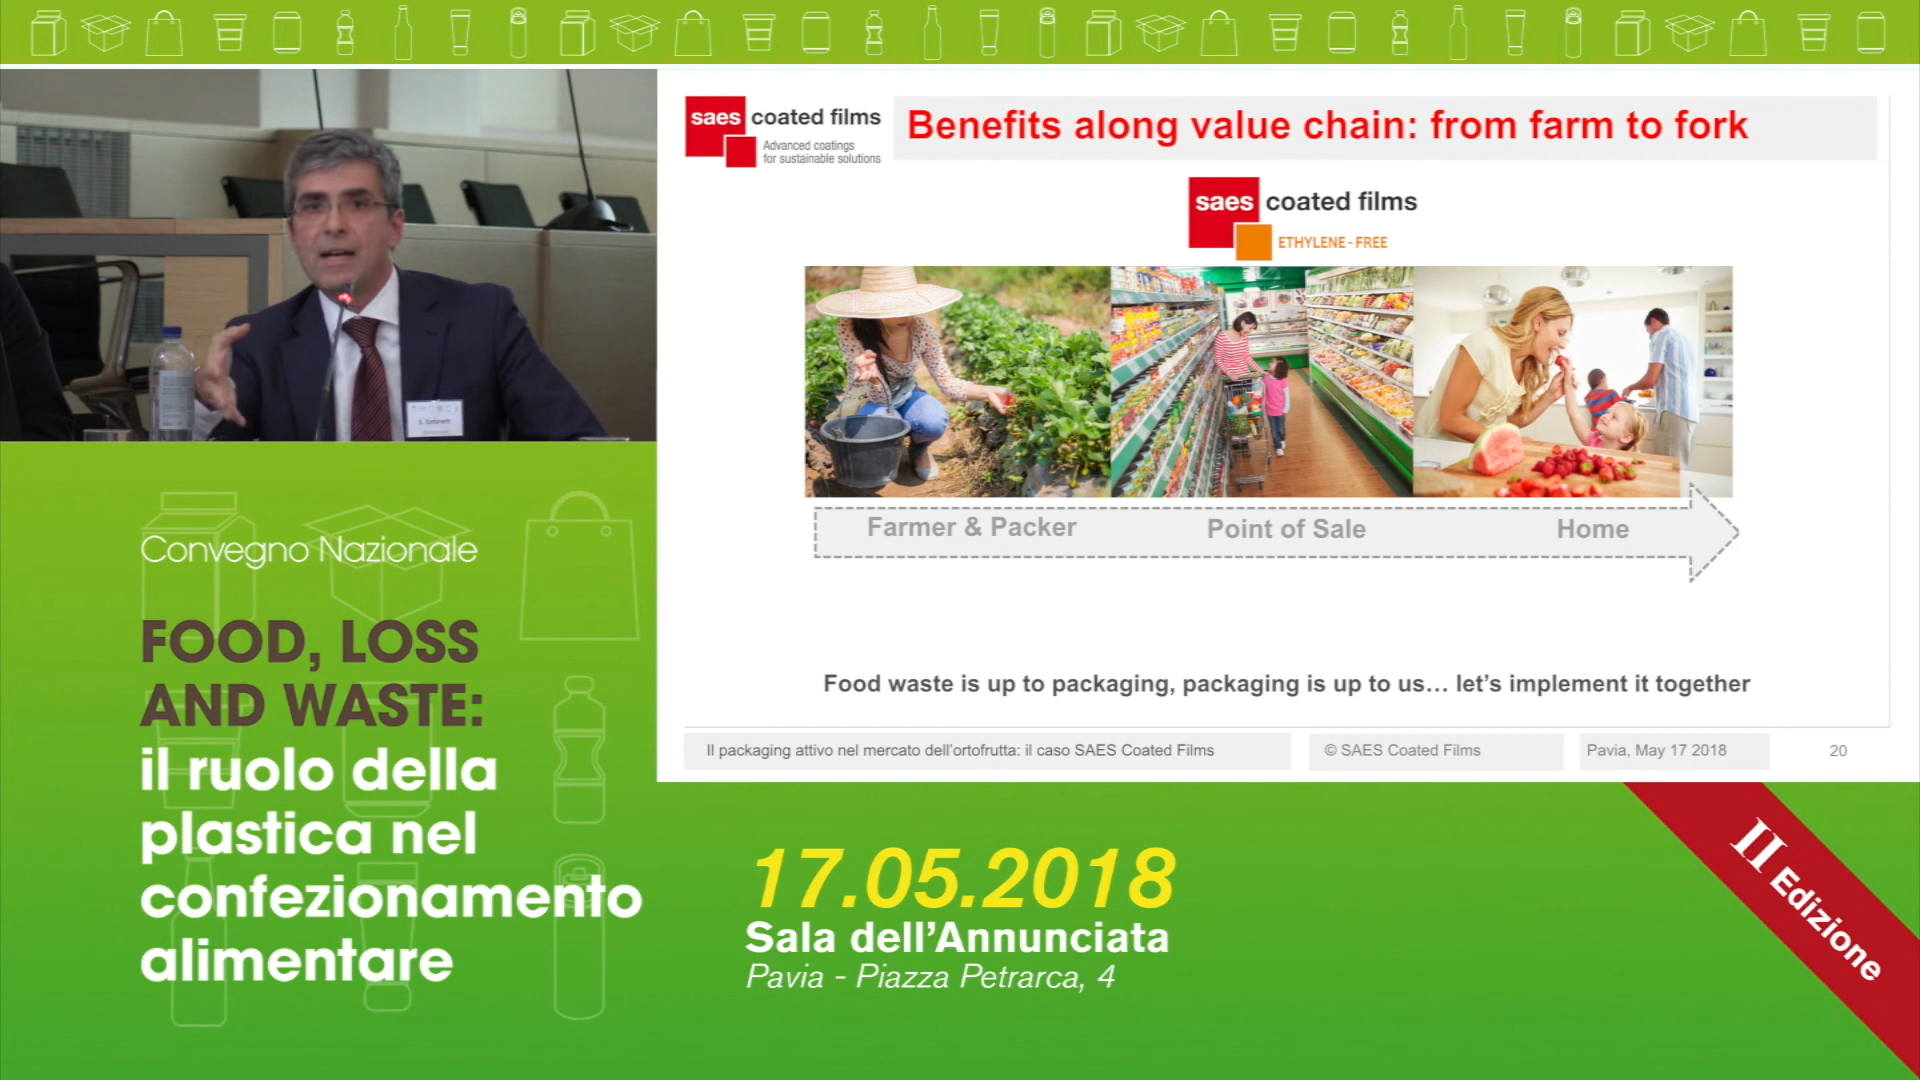 saes coated films
Advanced coatings
for sustainable solutions
Benefits along value chain: from farm to fork
saes coated films
ETHYLENE - FREE
Farmer & Packer
Point of Sale
Home
Food waste is up to packaging, packaging is up to us… let’s implement it together
Il packaging attivo nel mercato dell’ortofrutta: il caso SAES Coated Films
© SAES Coated Films
Pavia, May 17 2018
20
Convegno Nazionale
FOOD, LOSS
AND WASTE:
il ruolo della
plastica nel
confezionamento
alimentare
17.05.2018
Sala dell’Annunciata
Pavia - Piazza Petrarca, 4
II Edizione